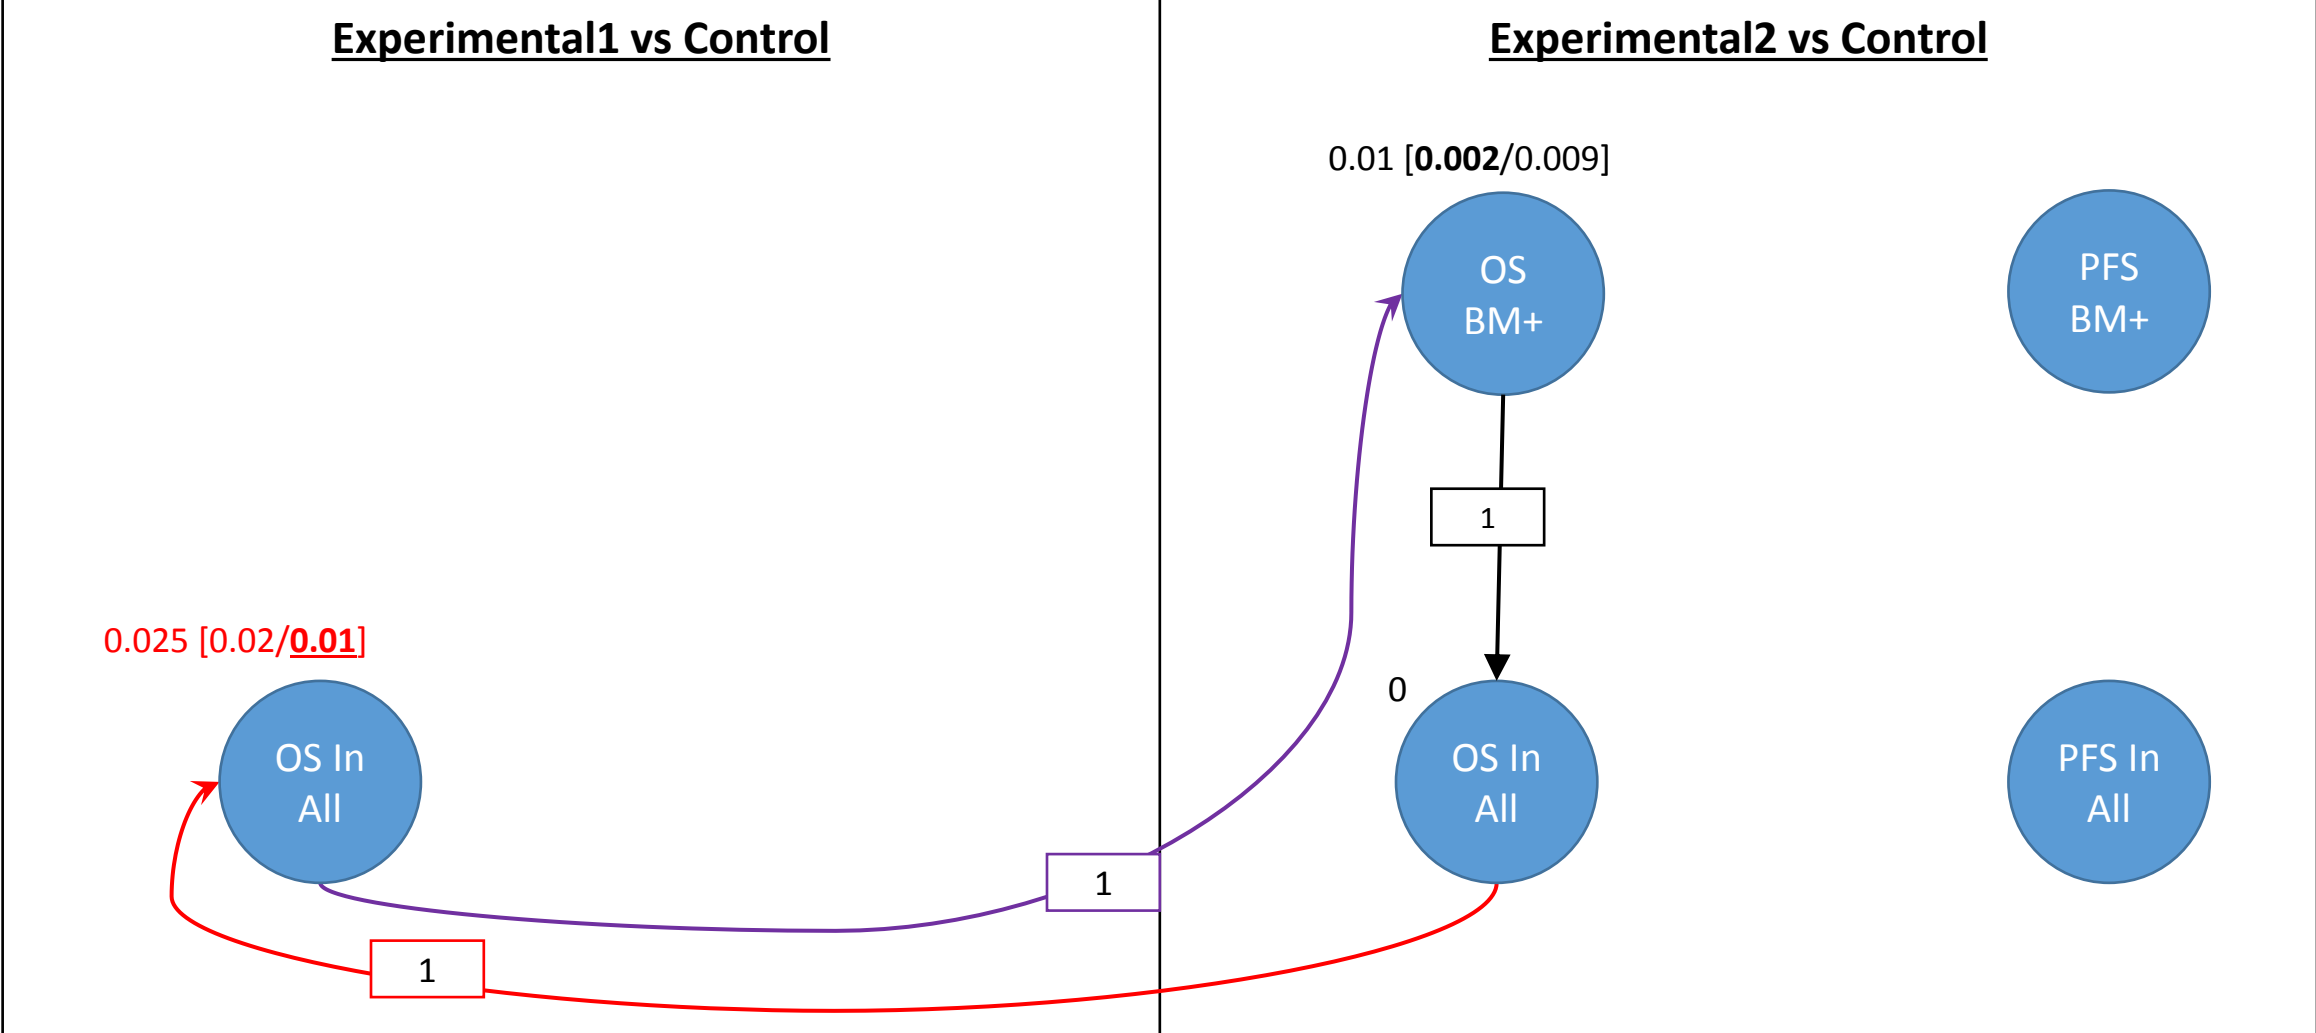 Experimental1 vs Control
Experimental2 vs Control
0.01 [0.002/0.009]
OS
BM+
PFS
BM+
1
0.025 [0.02/0.01]
0
OS In
All
OS In
All
PFS In
All
1
1